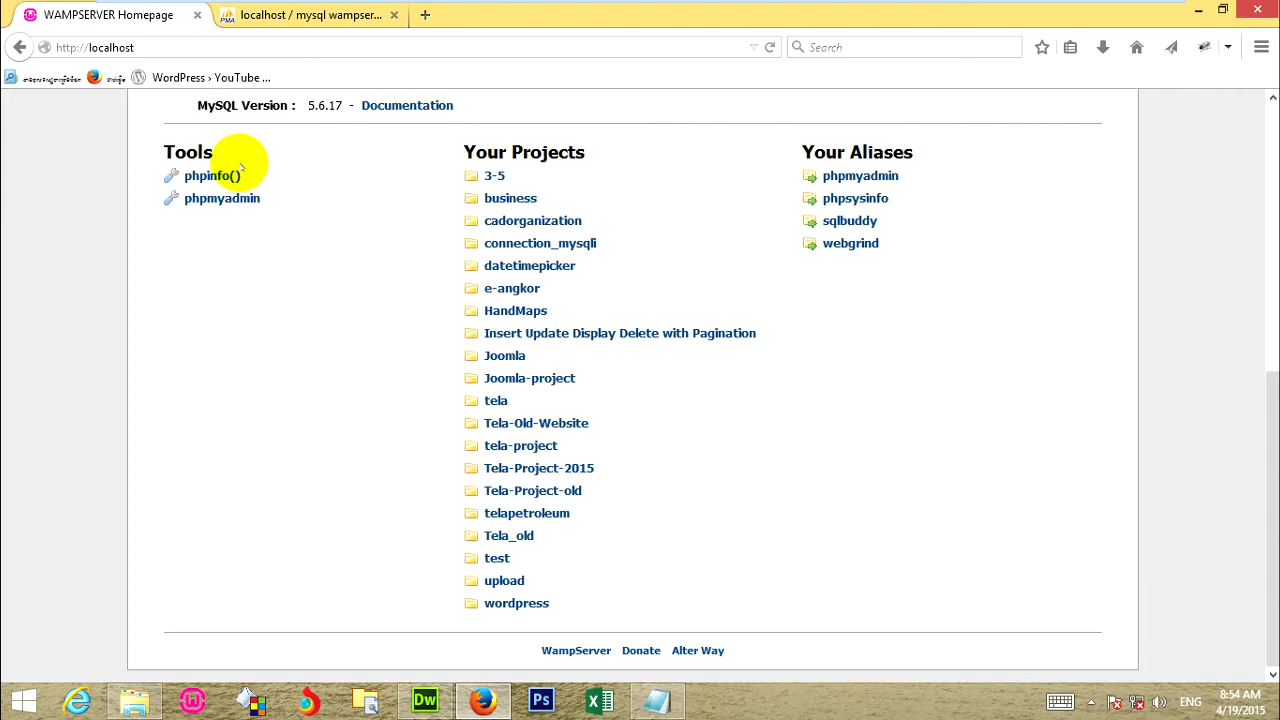 WAMPSERVER Homepage
localhost / mysql wampser...
http://localhost
Search
WordPress › YouTube ...
MySQL Version : 5.6.17 - Documentation
Tools
phpinfo()
phpmyadmin
Your Projects
3-5
business
cadorganization
connection_mysqli
datetimepicker
e-angkor
HandMaps
Insert Update Display Delete with Pagination
Joomla
Joomla-project
tela
Tela-Old-Website
tela-project
Tela-Project-2015
Tela-Project-old
telapetroleum
Tela_old
test
upload
wordpress
Your Aliases
phpmyadmin
phpsysinfo
sqlbuddy
webgrind
WampServer Donate Alter Way
PMA
Dw
Ps
ENG
8:54 AM
4/19/2015